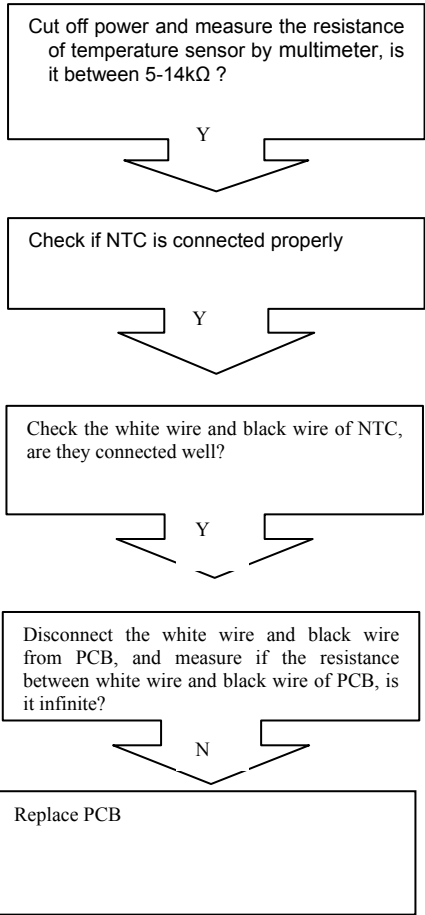 Cut off power and measure the resistance
of temperature sensor by multimeter, is
it between 5-14kΩ ?
Y
Check if NTC is connected properly
Y
Check the white wire and black wire of NTC,
are they connected well?
Y
Disconnect the white wire and black wire
from PCB, and measure if the resistance
between white wire and black wire of PCB, is
it infinite?
N
Replace PCB